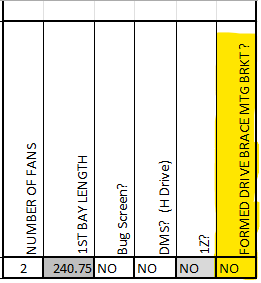 NUMBER OF FANS
1ST BAY LENGTH
Bug Screen?
DMS? (H Drive)
1Z?
FORMED DRIVE BRACE MTG BRKT ?
2 240.75 NO NO NO NO